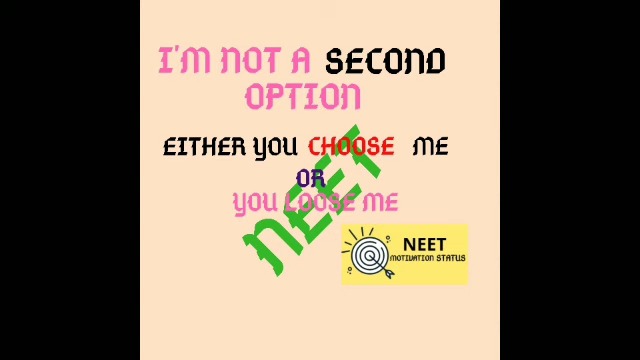 I'M NOT A SECOND
OPTION
EITHER YOU CHOOSE ME
OR
YOU LOOSE ME
NEET
NEET
MOTIVATION STATUS